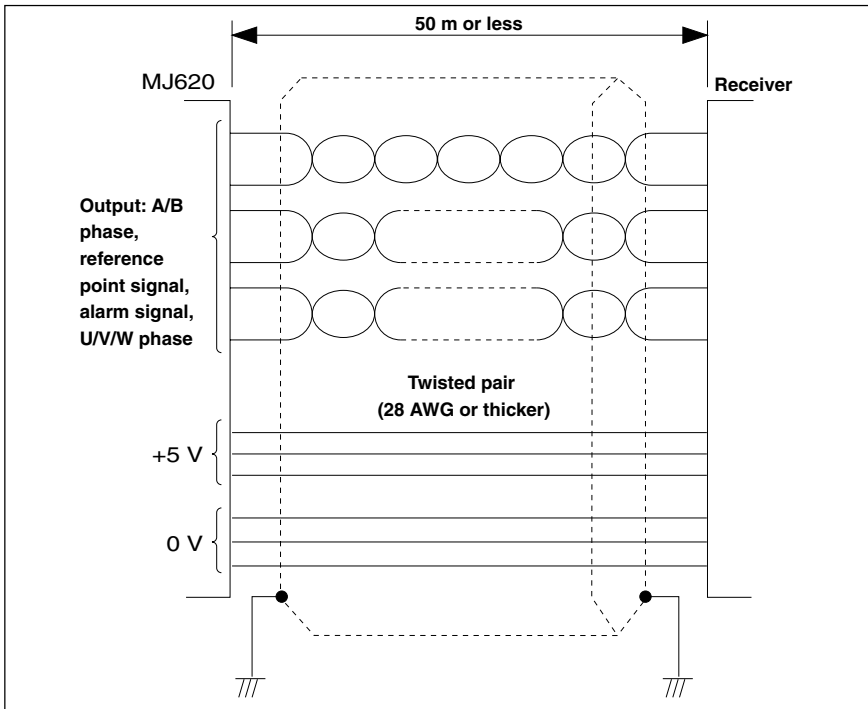 50 m or less
MJ620
Receiver
Output: A/B
phase,
reference
point signal,
alarm signal,
U/V/W phase
Twisted pair
(28 AWG or thicker)
+5 V
0 V